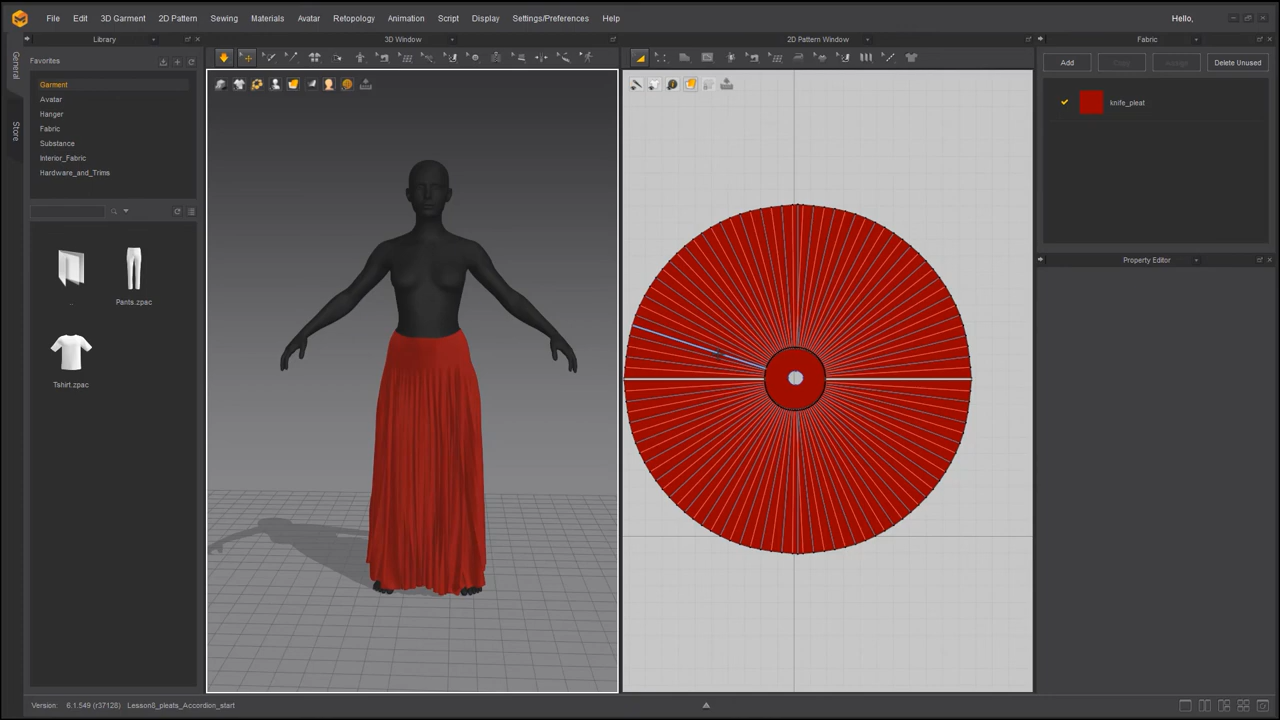 File Edit 3D Garment 2D Pattern Sewing Materials Avatar Retopology Animation Script Display Settings/Preferences Help Hello,
Library 3D Window 2D Pattern Window Fabric
General
Store
Favorites
Garment
Avatar
Hanger
Fabric
Substance
Interior_Fabric
Hardware_and_Trims
..
Pants.zpac
Tshirt.zpac
Add Copy Assign Delete Unused
knife_pleat
Property Editor
Version: 6.1.549 (r37128) Lesson8_pleats_Accordion_start